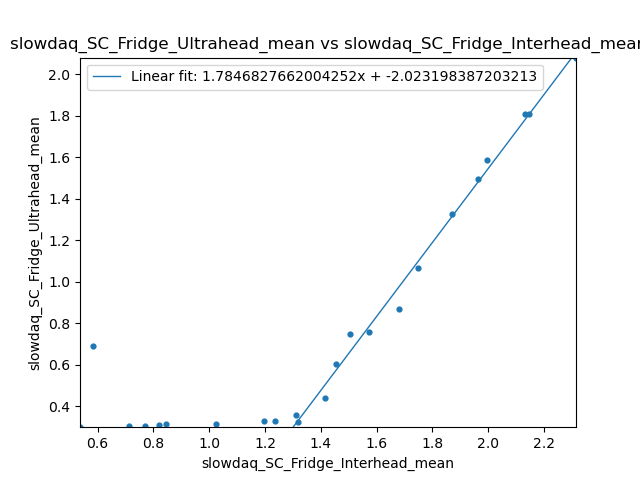 slowdaq_SC_Fridge_Ultrahead_mean vs slowdaq_SC_Fridge_Interhead_mean
Linear fit: 1.7846827662004252x + -2.023198387203213
2.0
1.8
1.6
1.4
1.2
1.0
0.8
0.6
0.4
slowdaq_SC_Fridge_Ultrahead_mean
0.6 0.8 1.0 1.2 1.4 1.6 1.8 2.0 2.2
slowdaq_SC_Fridge_Interhead_mean